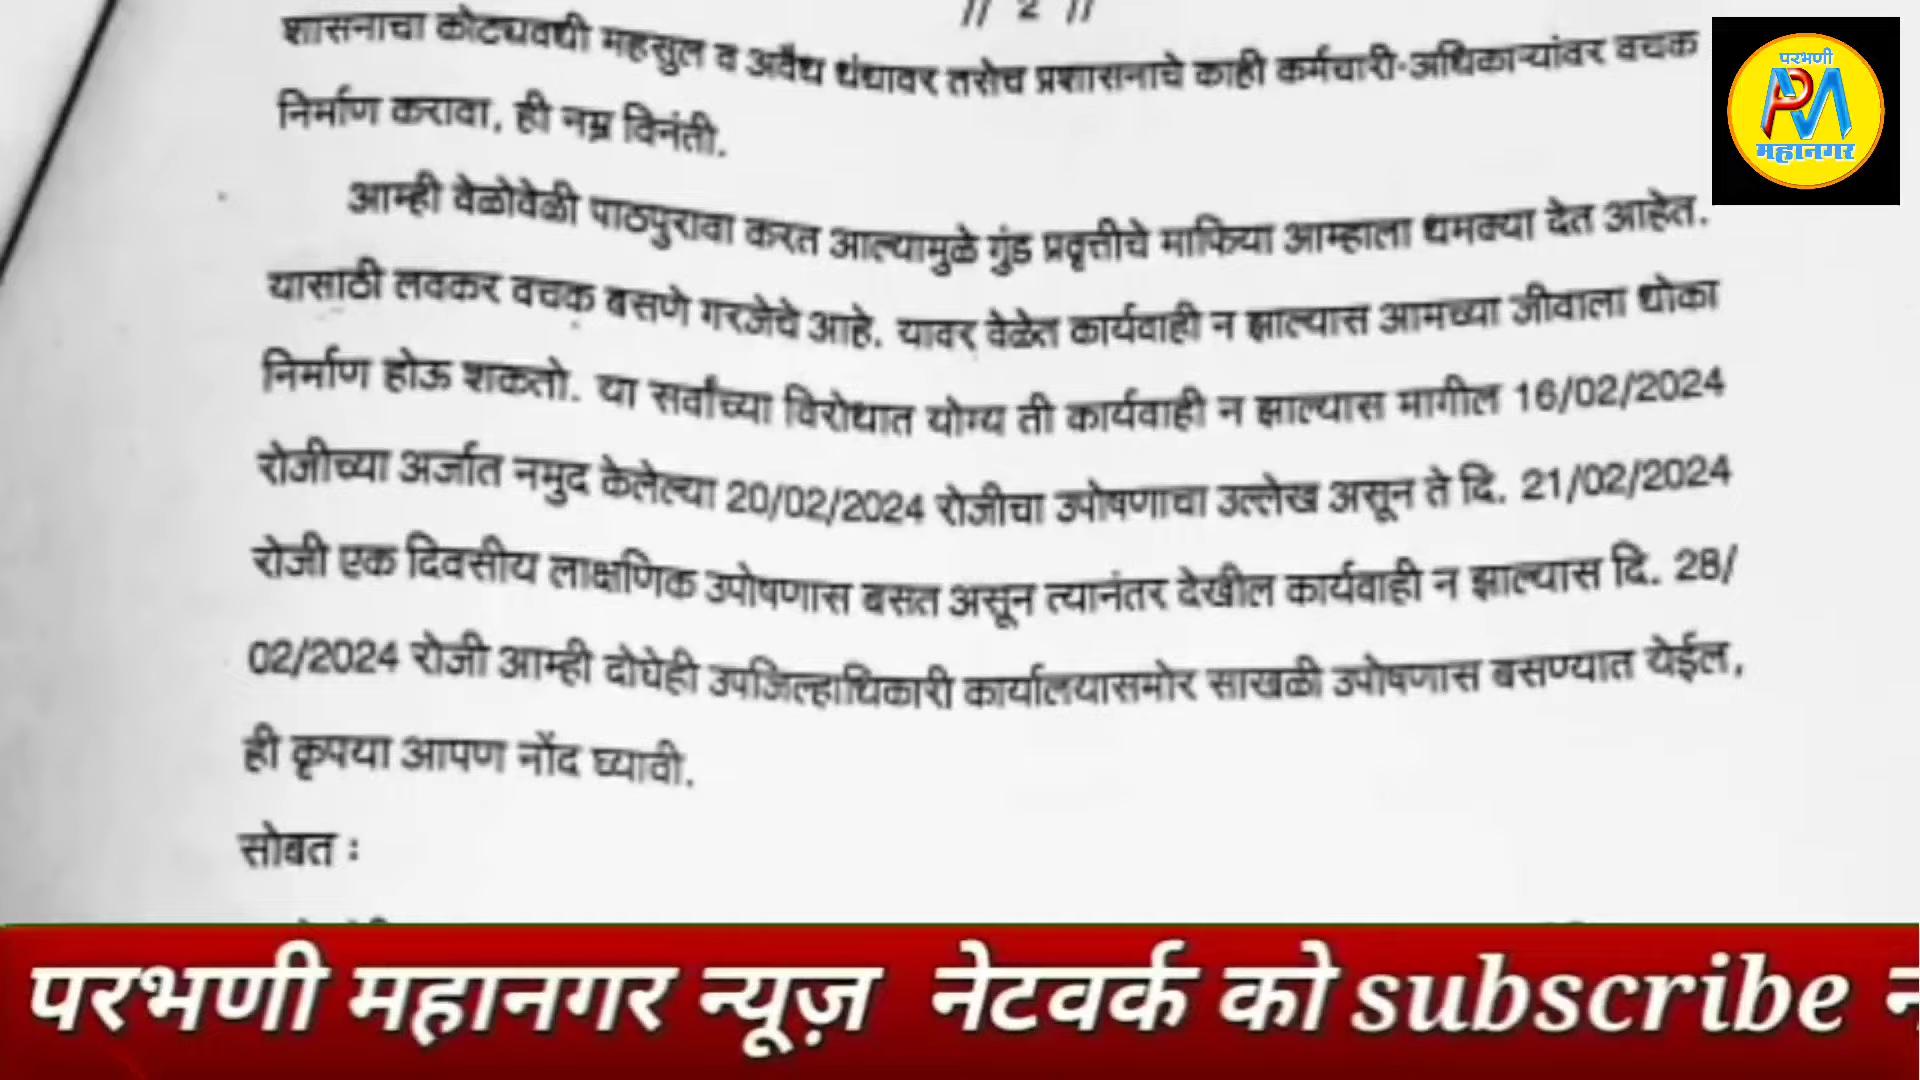 // 2 //
शासनाचा कोट्यवधी महसुल व अवैध धंद्यावर तसेच प्रशासनाचे काही कर्मचारी-अधिकाऱ्यांवर वचक
निर्माण करावा, ही नम्र विनंती.
आम्ही वेळोवेळी पाठपुरावा करत आल्यामुळे गुंड प्रवृत्तीचे माफिया आम्हाला धमक्या देत आहेत.
यासाठी लवकर वचक बसणे गरजेचे आहे. यावर वेळेत कार्यवाही न झाल्यास आमच्या जीवाला धोका
निर्माण होऊ शकतो. या सर्वांच्या विरोधात योग्य ती कार्यवाही न झाल्यास मागील 16/02/2024
रोजीच्या अर्जात नमुद केलेल्या 20/02/2024 रोजीचा उपोषणाचा उल्लेख असून ते दि. 21/02/2024
रोजी एक दिवसीय लाक्षणिक उपोषणास बसत असून त्यानंतर देखील कार्यवाही न झाल्यास दि. 28/
02/2024 रोजी आम्ही दोघेही उपजिल्हाधिकारी कार्यालयासमोर साखळी उपोषणास बसण्यात येईल,
ही कृपया आपण नोंद घ्यावी.
सोबत :
परभणी
PM
महानगर
परभणी महानगर न्यूज़ नेटवर्क को subscribe